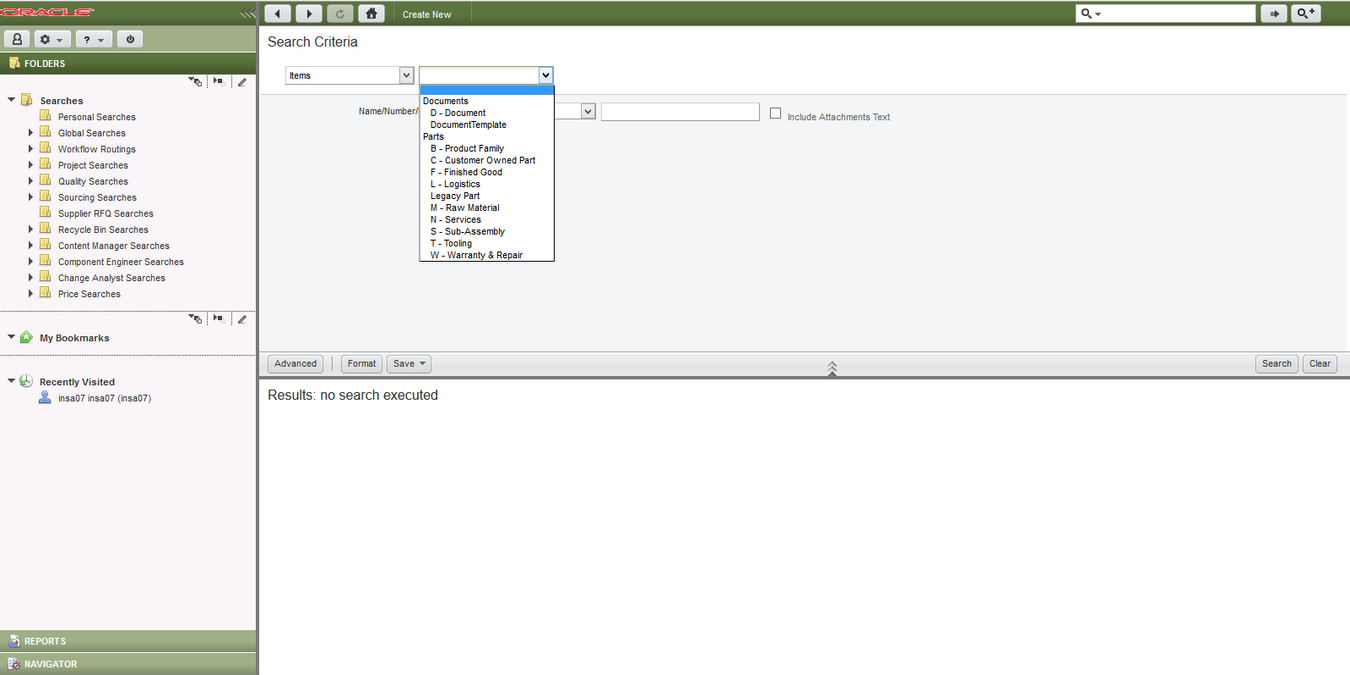 ORACLE
Create New
?
FOLDERS
Searches
Personal Searches
Global Searches
Workflow Routings
Project Searches
Quality Searches
Sourcing Searches
Supplier RFQ Searches
Recycle Bin Searches
Content Manager Searches
Component Engineer Searches
Change Analyst Searches
Price Searches
My Bookmarks
Recently Visited
insa07 insa07 (insa07)
REPORTS
NAVIGATOR
Search Criteria
Items
Documents
D - Document
DocumentTemplate
Parts
B - Product Family
C - Customer Owned Part
F - Finished Good
L - Logistics
Legacy Part
M - Raw Material
N - Services
S - Sub-Assembly
T - Tooling
W - Warranty & Repair
Name/Number/
Include Attachments Text
Advanced Format Save Search Clear
Results: no search executed